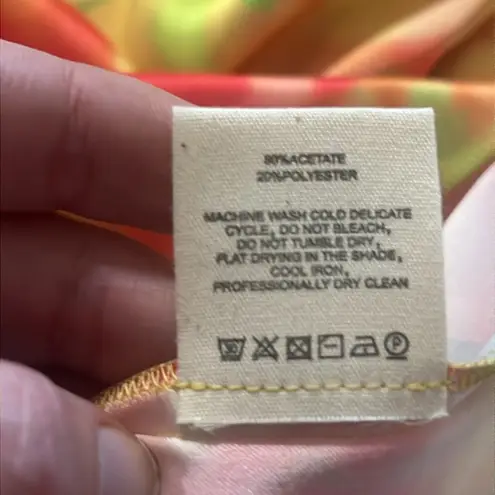 80%ACETATE
20%POLYESTER
MACHINE WASH COLD DELICATE
CYCLE, DO NOT BLEACH,
DO NOT TUMBLE DRY,
FLAT DRYING IN THE SHADE,
COOL IRON,
PROFESSIONALLY DRY CLEAN
30 P